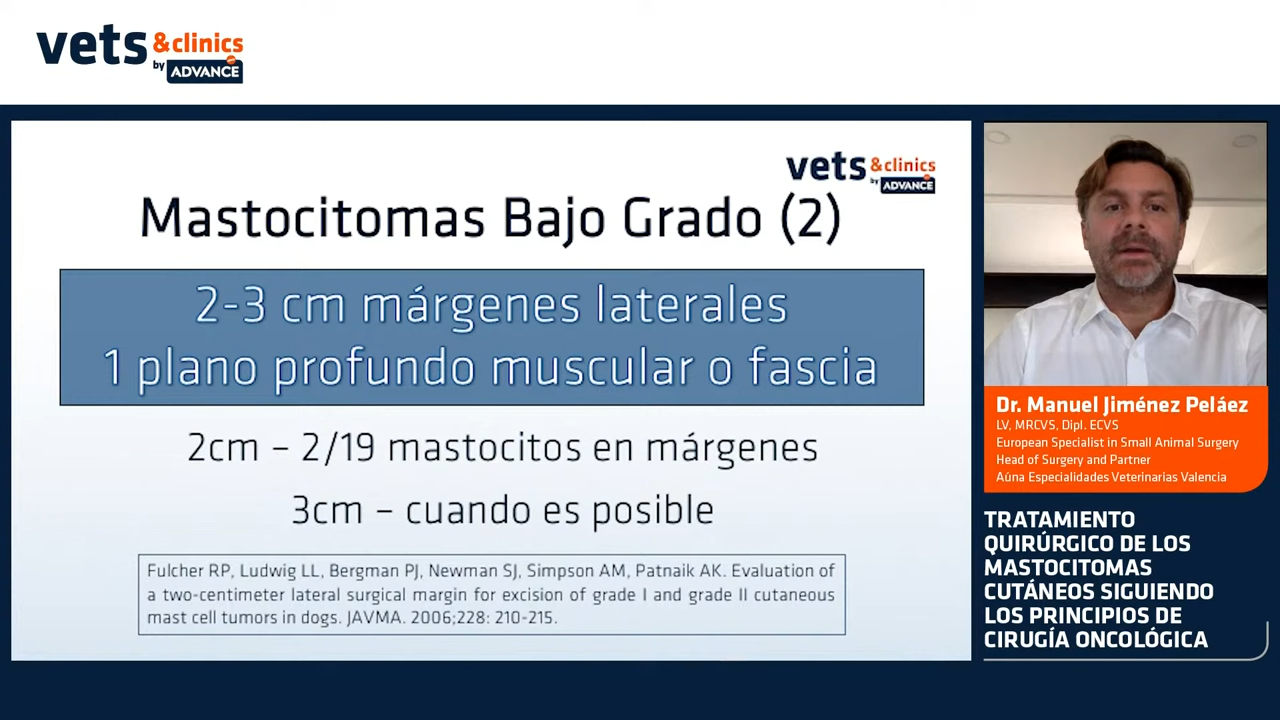 vets &clinics
by ADVANCE
vets &clinics
by ADVANCE
Mastocitomas Bajo Grado (2)
2-3 cm márgenes laterales
1 plano profundo muscular o fascia
2cm – 2/19 mastocitos en márgenes
3cm – cuando es posible
Fulcher RP, Ludwig LL, Bergman PJ, Newman SJ, Simpson AM, Patnaik AK. Evaluation of
a two-centimeter lateral surgical margin for excision of grade I and grade II cutaneous
mast cell tumors in dogs. JAVMA. 2006;228: 210-215.
Dr. Manuel Jiménez Peláez
LV, MRCVS, Dipl. ECVS
European Specialist in Small Animal Surgery
Head of Surgery and Partner
Aúna Especialidades Veterinarias Valencia
TRATAMIENTO
QUIRÚRGICO DE LOS
MASTOCITOMAS
CUTÁNEOS SIGUIENDO
LOS PRINCIPIOS DE
CIRUGÍA ONCOLÓGICA